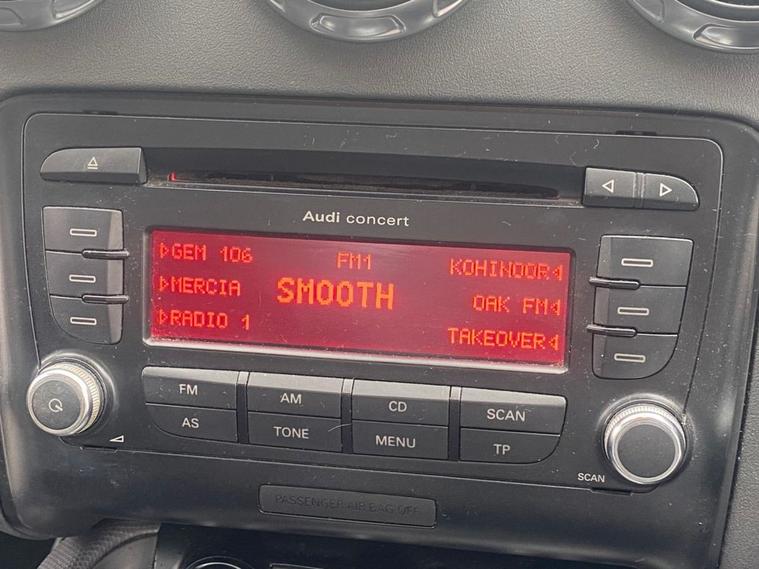 Audi concert
GEM 106 FM1 KOHINOOR
MERCIA SMOOTH OAK FM
RADIO 1 TAKEOVER
FM AM CD SCAN
AS TONE MENU TP
SCAN
PASSENGER AIR BAG OFF